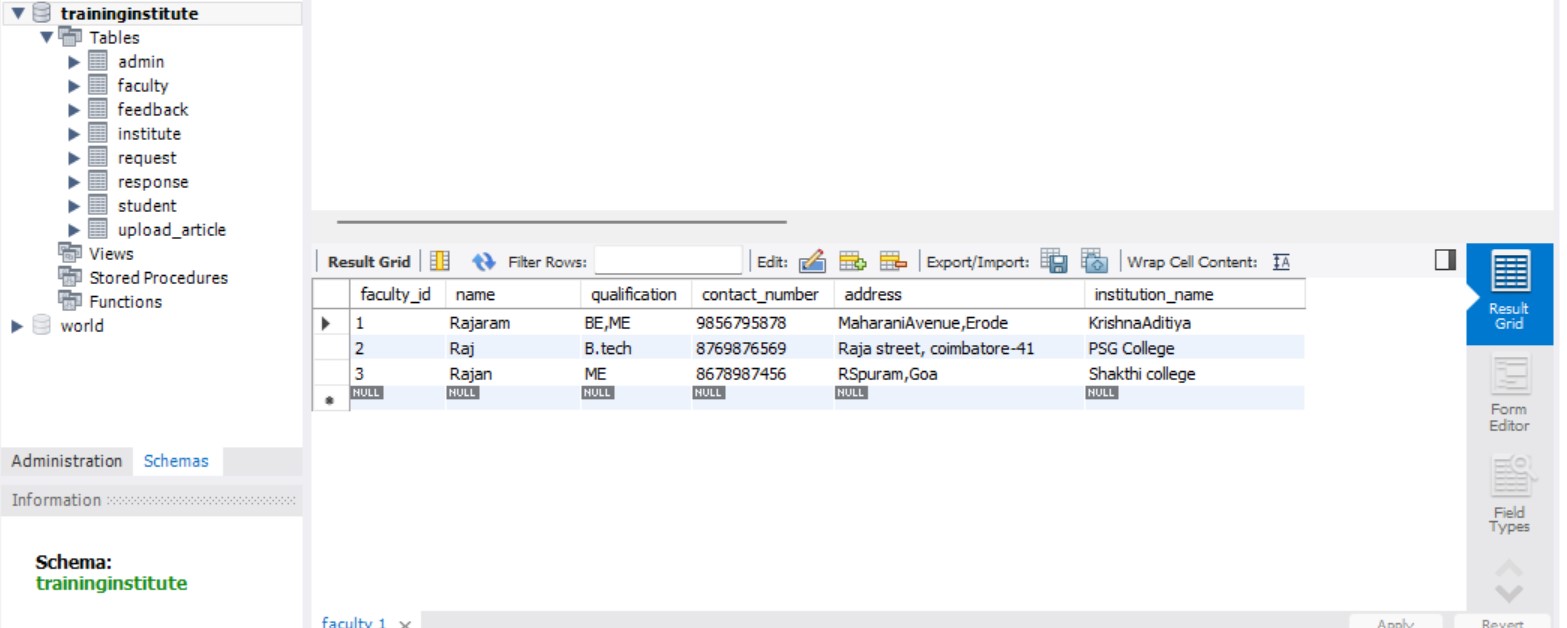 traininginstitute
Tables
admin
faculty
feedback
institute
request
response
student
upload_article
Views
Stored Procedures
Functions
world
Administration Schemas
Information
Schema:
traininginstitute
Result Grid Filter Rows: Edit: Export/Import: Wrap Cell Content: IA
faculty_id name qualification contact_number address institution_name
1 Rajaram BE,ME 9856795878 MaharaniAvenue,Erode KrishnaAditiya
2 Raj B.tech 8769876569 Raja street, coimbatore-41 PSG College
3 Rajan ME 8678987456 RSpuram,Goa Shakthi college
NULL NULL NULL NULL NULL NULL
faculty 1
Result
Grid
Form
Editor
Field
Types
Apply Revert